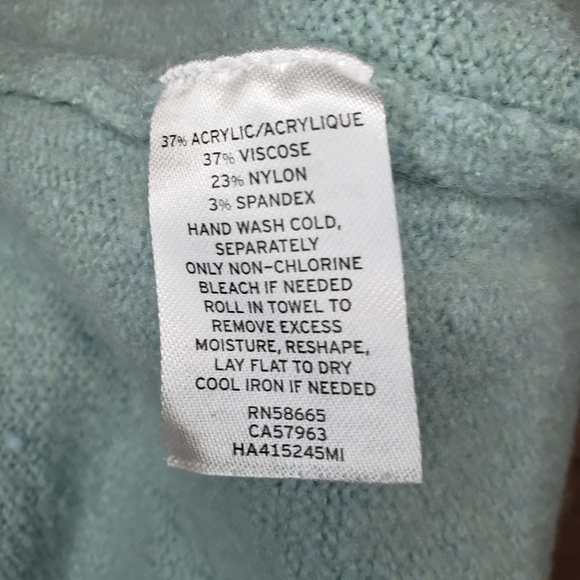 37% ACRYLIC/ACRYLIQUE
37% VISCOSE
23% NYLON
3% SPANDEX
HAND WASH COLD,
SEPARATELY
ONLY NON-CHLORINE
BLEACH IF NEEDED
ROLL IN TOWEL TO
REMOVE EXCESS
MOISTURE, RESHAPE,
LAY FLAT TO DRY
COOL IRON IF NEEDED
RN58665
CA57963
HA415245MI